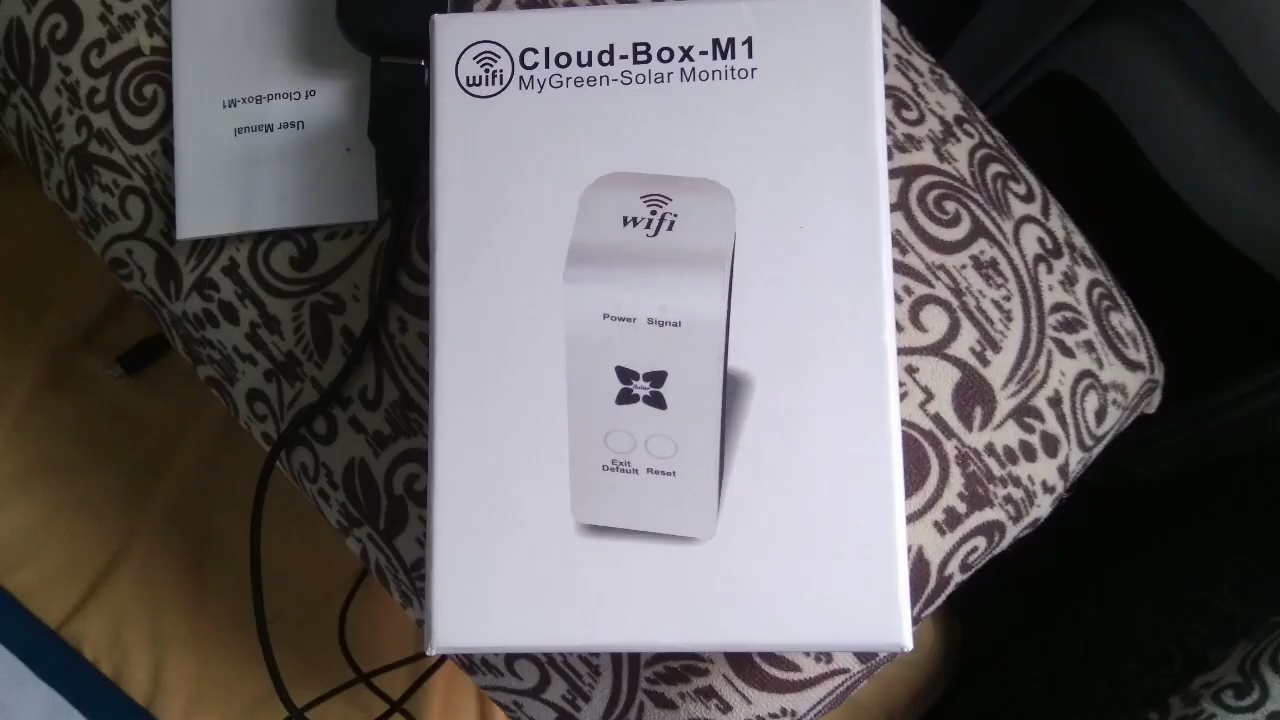 wifi
Cloud-Box-M1
MyGreen-Solar Monitor
wifi
Power Signal
Exit
Default
Reset
User Manual
of Cloud-Box-M1